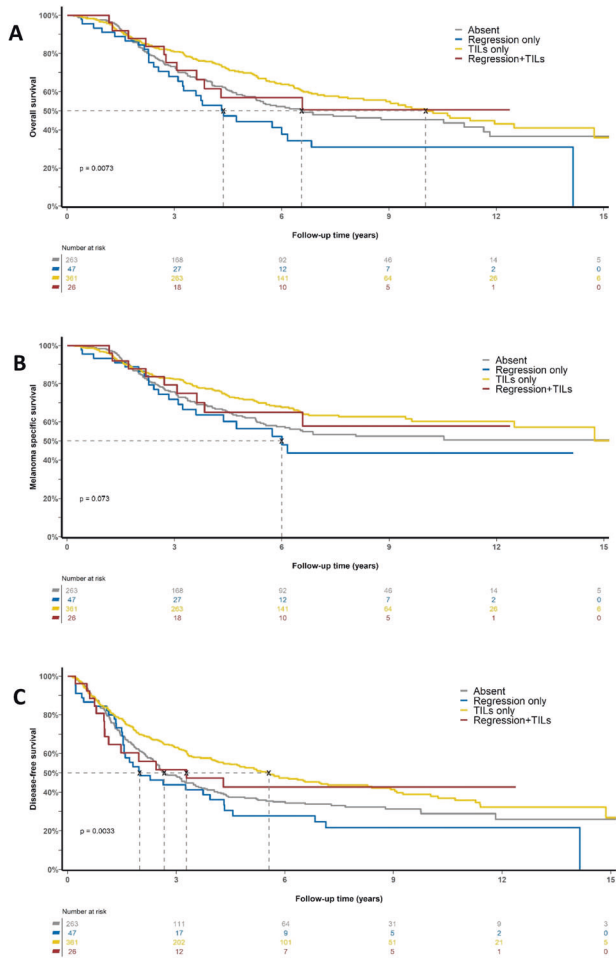 A
100%
80%
60%
50%
40%
20%
0%
Overall survival
Absent
Regression only
TILs only
Regression+TILs
p = 0.0073
0 3 6 9 12 15
Follow-up time (years)
Number at risk
263 168 92 46 14 5
47 27 12 7 2 0
361 263 141 64 26 6
26 18 10 5 1 0
B
100%
80%
60%
50%
40%
20%
0%
Melanoma specific survival
Absent
Regression only
TILs only
Regression+TILs
p = 0.073
0 3 6 9 12 15
Follow-up time (years)
Number at risk
263 168 92 46 14 5
47 27 12 7 2 0
361 263 141 64 26 6
26 18 10 5 1 0
C
100%
80%
60%
50%
40%
20%
0%
Disease-free survival
Absent
Regression only
TILs only
Regression+TILs
p = 0.0033
0 3 6 9 12 15
Follow-up time (years)
Number at risk
263 111 64 31 9 3
47 17 9 5 2 0
361 202 101 51 21 5
26 12 7 5 1 0